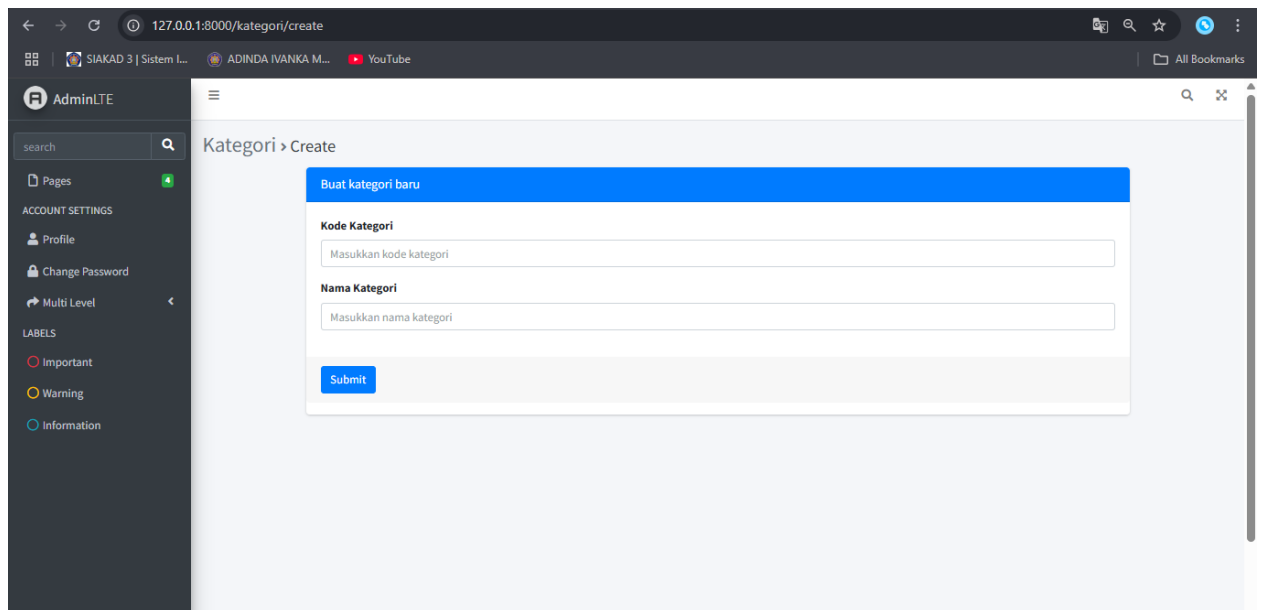 127.0.0.1:8000/kategori/create
SIAKAD 3 | Sistem I... ADINDA IVANKA M... YouTube All Bookmarks
AdminLTE
search
Pages 4
ACCOUNT SETTINGS
Profile
Change Password
Multi Level
LABELS
Important
Warning
Information
Kategori › Create
Buat kategori baru
Kode Kategori
Masukkan kode kategori
Nama Kategori
Masukkan nama kategori
Submit